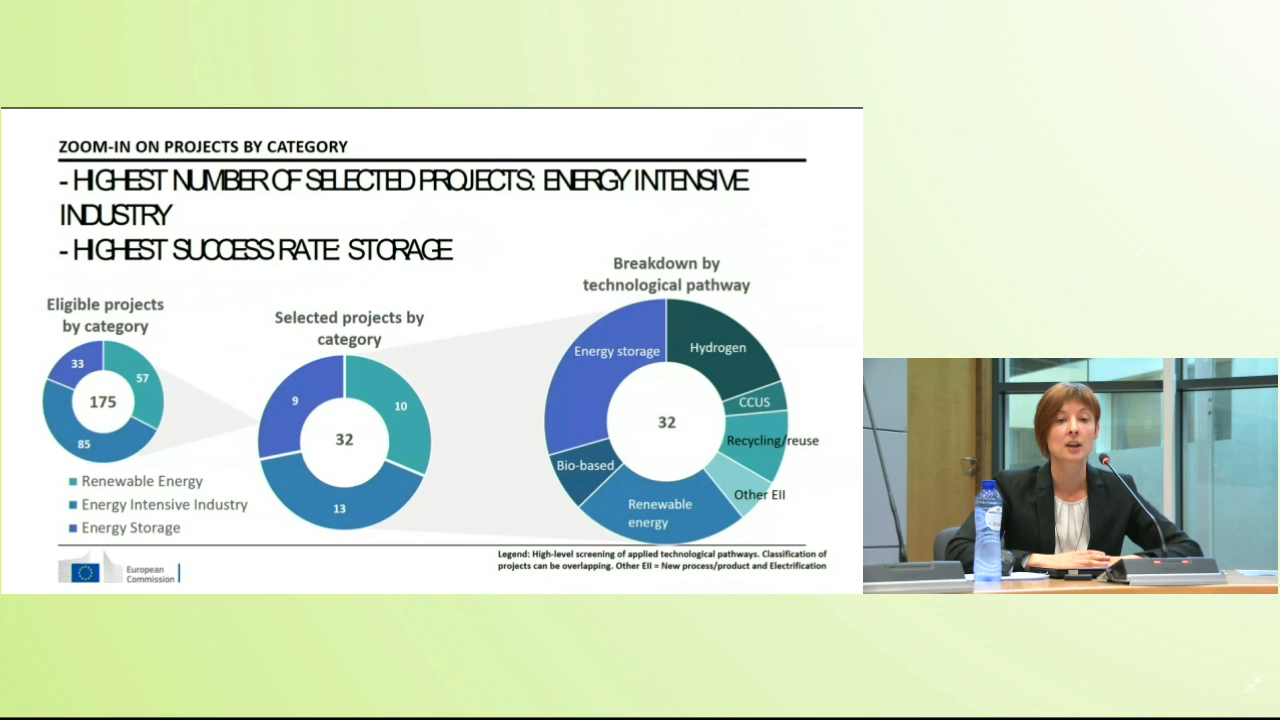 ZOOM-IN ON PROJECTS BY CATEGORY
- HIGHEST NUMBER OF SELECTED PROJECTS: ENERGY INTENSIVE
INDUSTRY
- HIGHEST SUCCESS RATE: STORAGE
Eligible projects
by category
33
57
175
85
Renewable Energy
Energy Intensive Industry
Energy Storage
Selected projects by
category
9
10
32
13
Breakdown by
technological pathway
Energy storage
Hydrogen
CCUS
32
Recycling/reuse
Bio-based
Other EII
Renewable
energy
Legend: High-level screening of applied technological pathways. Classification of
projects can be overlapping. Other EII = New process/product and Electrification
European
Commission